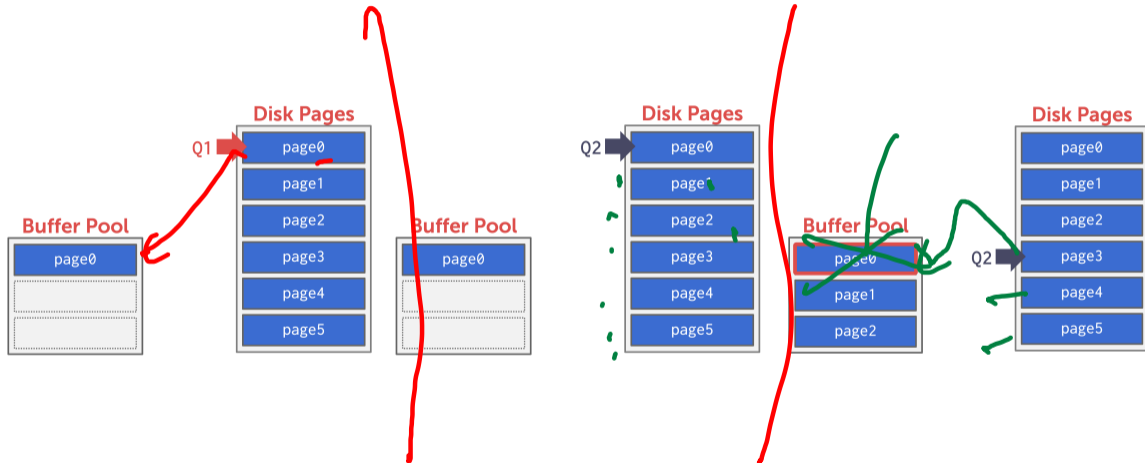 Disk Pages
Q1
page0
page1
page2
page3
page4
page5
Buffer Pool
page0
Disk Pages
Q2
page0
page1
page2
page3
page4
page5
Buffer Pool
page0
Disk Pages
page0
page1
page2
Q2
page3
page4
page5
Buffer Pool
page0
page1
page2